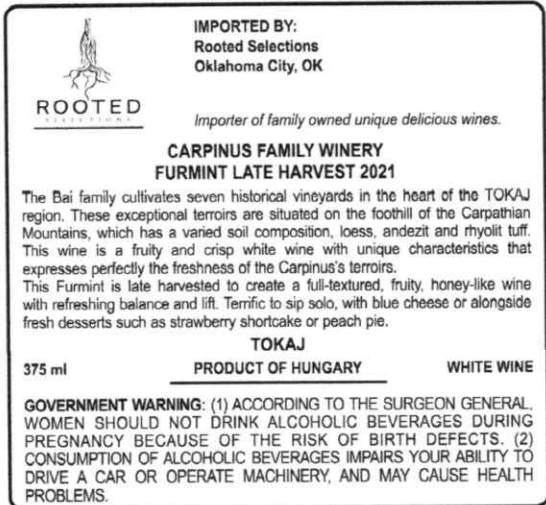 IMPORTED BY:
Rooted Selections
Oklahoma City, OK
ROOTED
SELECTIONS
Importer of family owned unique delicious wines.
CARPINUS FAMILY WINERY
FURMINT LATE HARVEST 2021
The Bai family cultivates seven historical vineyards in the heart of the TOKAJ
region. These exceptional terroirs are situated on the foothill of the Carpathian
Mountains, which has a varied soil composition, loess, andezit and rhyolit tuff.
This wine is a fruity and crisp white wine with unique characteristics that
expresses perfectly the freshness of the Carpinus's terroirs.
This Furmint is late harvested to create a full-textured, fruity, honey-like wine
with refreshing balance and lift. Terrific to sip solo, with blue cheese or alongside
fresh desserts such as strawberry shortcake or peach pie.
TOKAJ
375 ml PRODUCT OF HUNGARY WHITE WINE
GOVERNMENT WARNING: (1) ACCORDING TO THE SURGEON GENERAL,
WOMEN SHOULD NOT DRINK ALCOHOLIC BEVERAGES DURING
PREGNANCY BECAUSE OF THE RISK OF BIRTH DEFECTS. (2)
CONSUMPTION OF ALCOHOLIC BEVERAGES IMPAIRS YOUR ABILITY TO
DRIVE A CAR OR OPERATE MACHINERY, AND MAY CAUSE HEALTH
PROBLEMS.